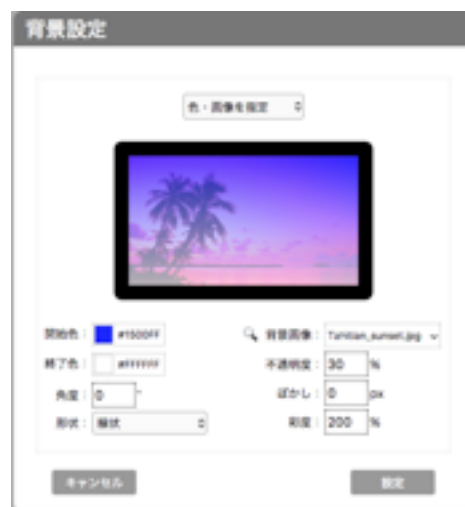 背景設定
色・画像を指定
開始色： #1500FF
背景画像： Tahitian_sunset.jpg
終了色： #FFFFFF
不透明度： 30 %
角度： 0 °
ぼかし： 0 px
形状： 線状
彩度： 200 %
キャンセル
設定